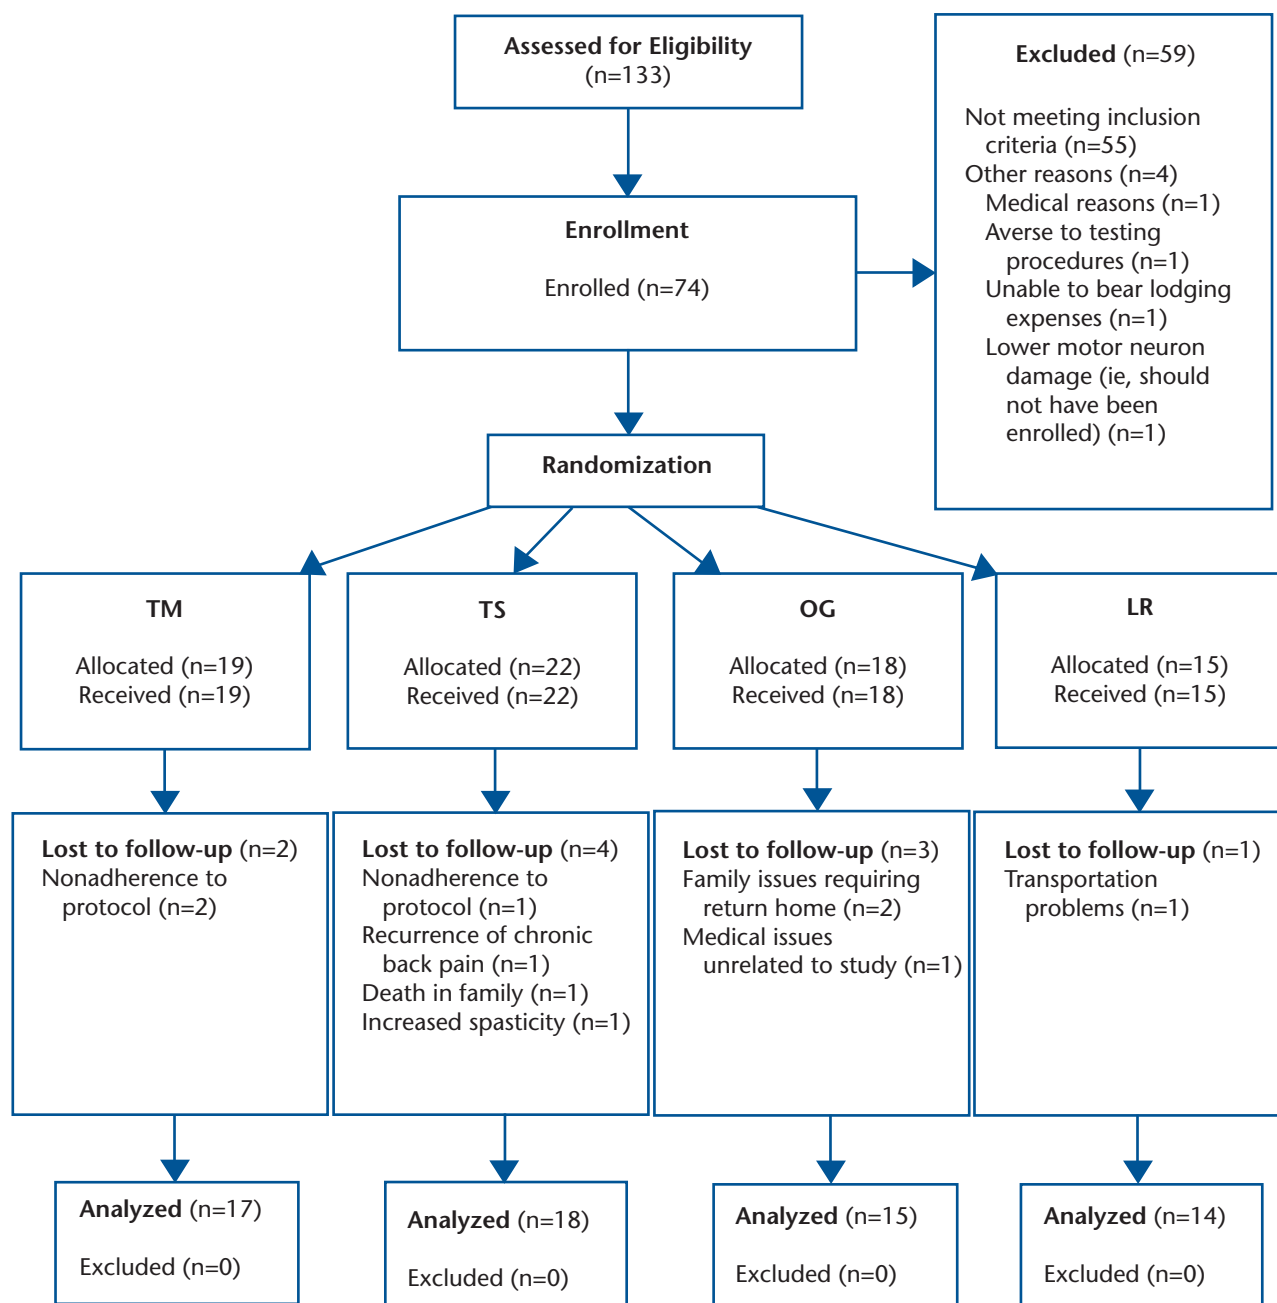 Assessed for Eligibility
(n=133)
Excluded (n=59)
Not meeting inclusion
criteria (n=55)
Other reasons (n=4)
Medical reasons (n=1)
Averse to testing
procedures (n=1)
Unable to bear lodging
expenses (n=1)
Lower motor neuron
damage (ie, should
not have been
enrolled) (n=1)
Enrollment
Enrolled (n=74)
Randomization
TM
Allocated (n=19)
Received (n=19)
TS
Allocated (n=22)
Received (n=22)
OG
Allocated (n=18)
Received (n=18)
LR
Allocated (n=15)
Received (n=15)
Lost to follow-up (n=2)
Nonadherence to
protocol (n=2)
Lost to follow-up (n=4)
Nonadherence to
protocol (n=1)
Recurrence of chronic
back pain (n=1)
Death in family (n=1)
Increased spasticity (n=1)
Lost to follow-up (n=3)
Family issues requiring
return home (n=2)
Medical issues
unrelated to study (n=1)
Lost to follow-up (n=1)
Transportation
problems (n=1)
Analyzed (n=17)
Excluded (n=0)
Analyzed (n=18)
Excluded (n=0)
Analyzed (n=15)
Excluded (n=0)
Analyzed (n=14)
Excluded (n=0)